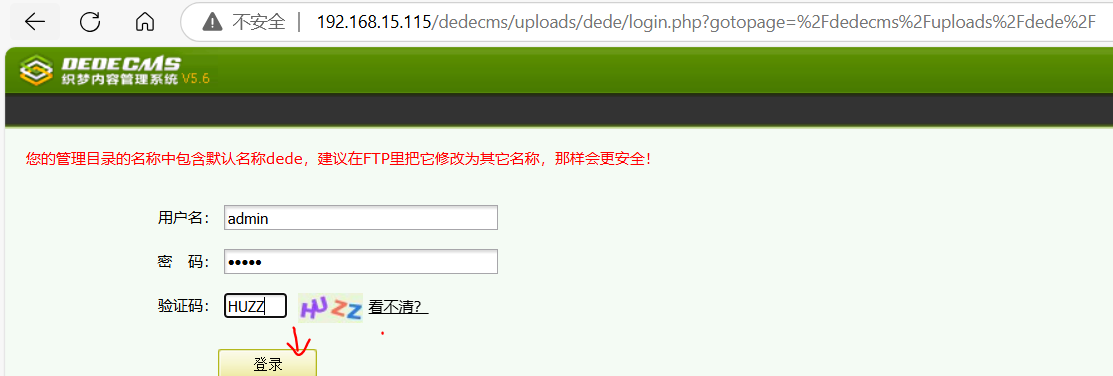 不安全 | 192.168.15.115/dedecms/uploads/dede/login.php?gotopage=%2Fdedecms%2Fuploads%2Fdede%2F
DEDECMS
织梦内容管理系统 V5.6
您的管理目录的名称中包含默认名称dede，建议在FTP里把它修改为其它名称，那样会更安全！
用户名： admin
密 码： •••••
验证码： HUZZ HUZZ 看不清？
登录